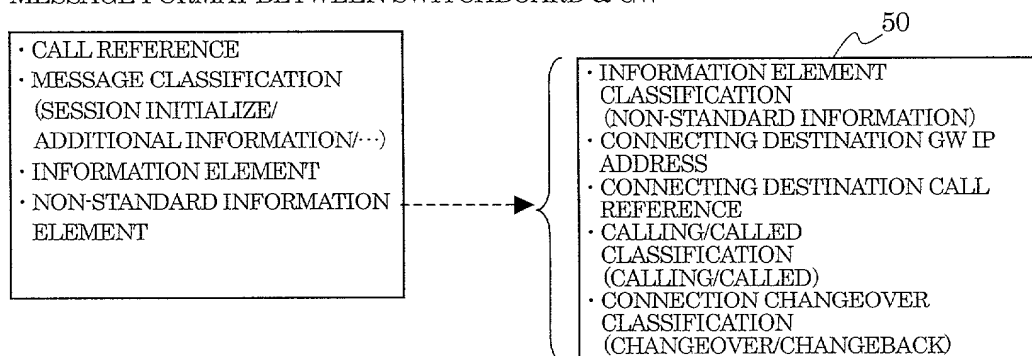 MESSAGE FORMAT BETWEEN SWITCHBOARD & GW
· CALL REFERENCE
· MESSAGE CLASSIFICATION
(SESSION INITIALIZE/
ADDITIONAL INFORMATION/···)
· INFORMATION ELEMENT
· NON-STANDARD INFORMATION
ELEMENT
50
· INFORMATION ELEMENT
CLASSIFICATION
(NON-STANDARD INFORMATION)
· CONNECTING DESTINATION GW IP
ADDRESS
· CONNECTING DESTINATION CALL
REFERENCE
· CALLING/CALLED
CLASSIFICATION
(CALLING/CALLED)
· CONNECTION CHANGEOVER
CLASSIFICATION
(CHANGEOVER/CHANGEBACK)